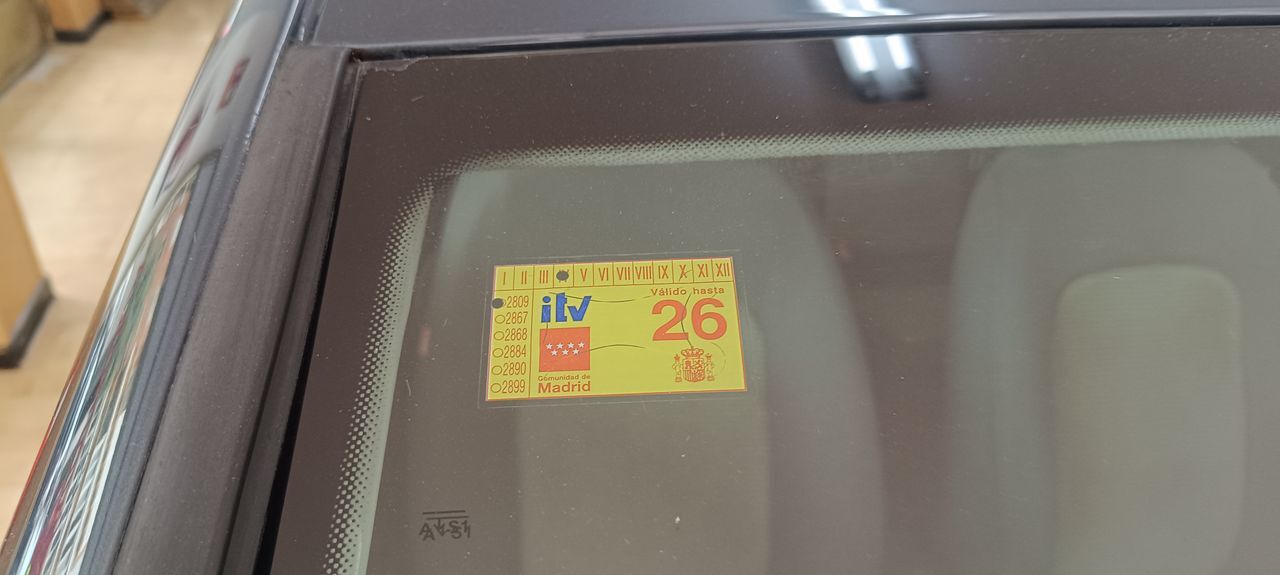 I II III V VI VII VIII IX X XI XII
2809
2867
2868
2884
2890
2899
itv
Comunidad de
Madrid
Válido hasta
26